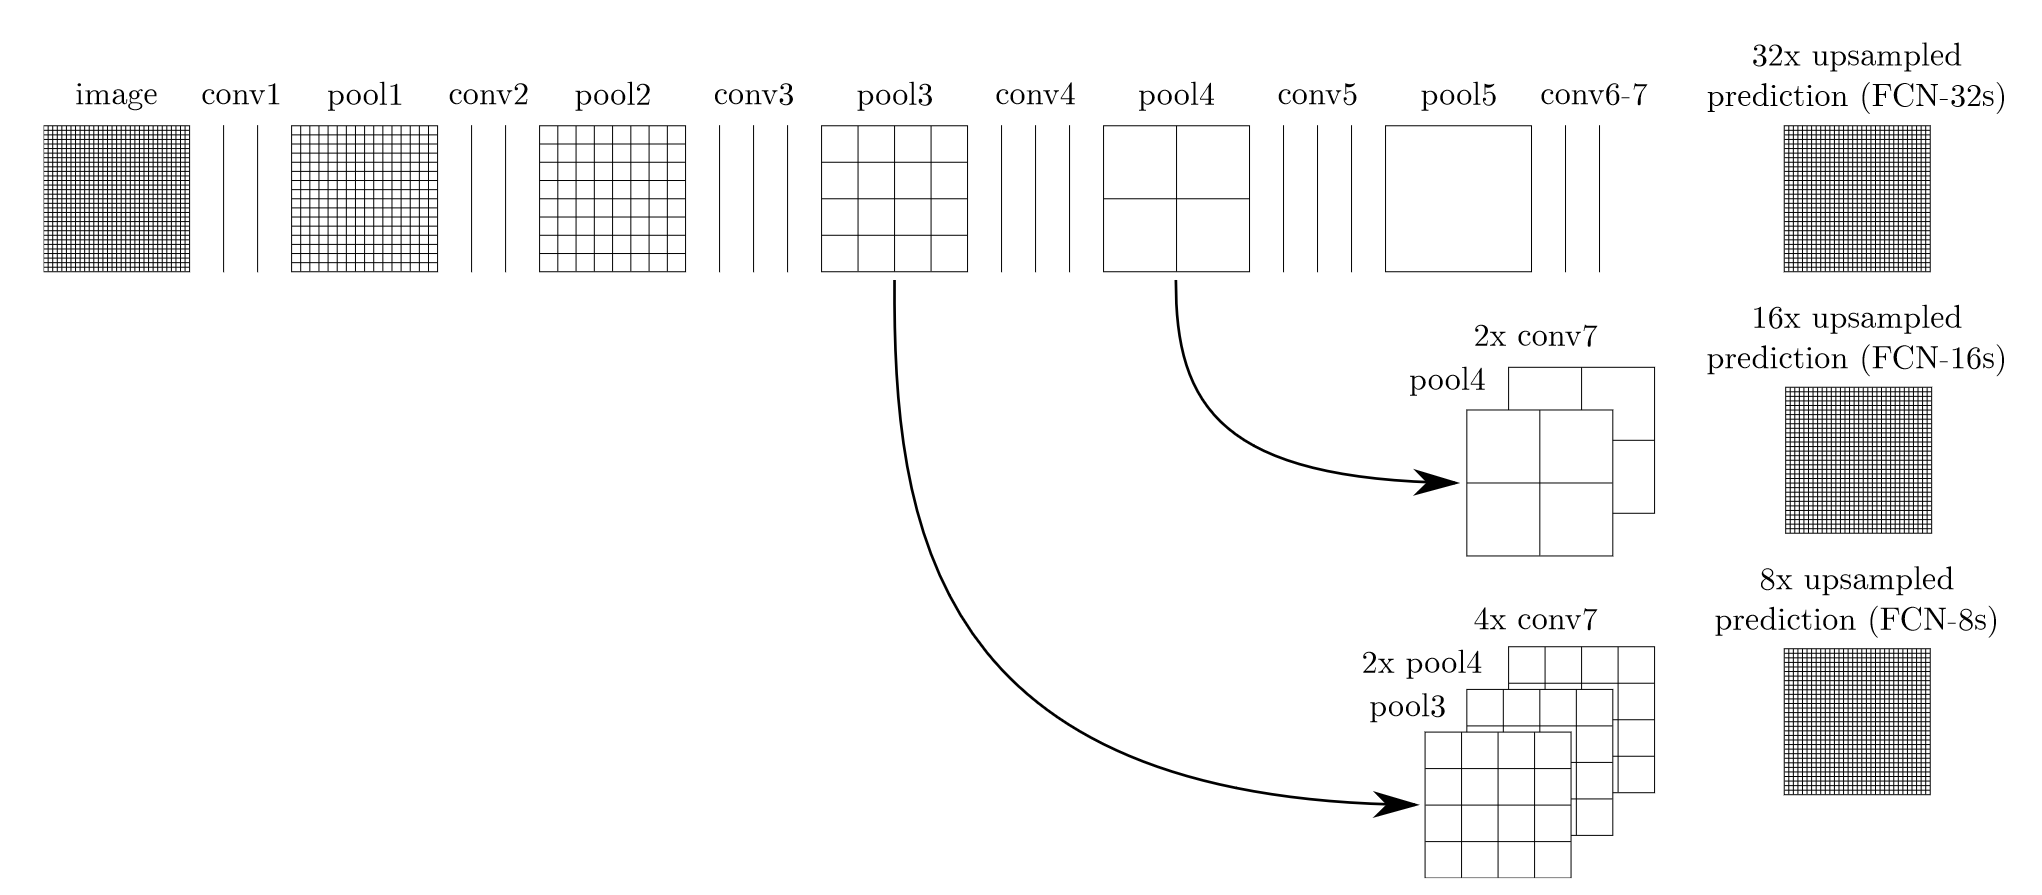 image
conv1
pool1
conv2
pool2
conv3
pool3
conv4
pool4
conv5
pool5
conv6-7
32x upsampled
prediction (FCN-32s)
16x upsampled
prediction (FCN-16s)
2x conv7
pool4
8x upsampled
prediction (FCN-8s)
4x conv7
2x pool4
pool3